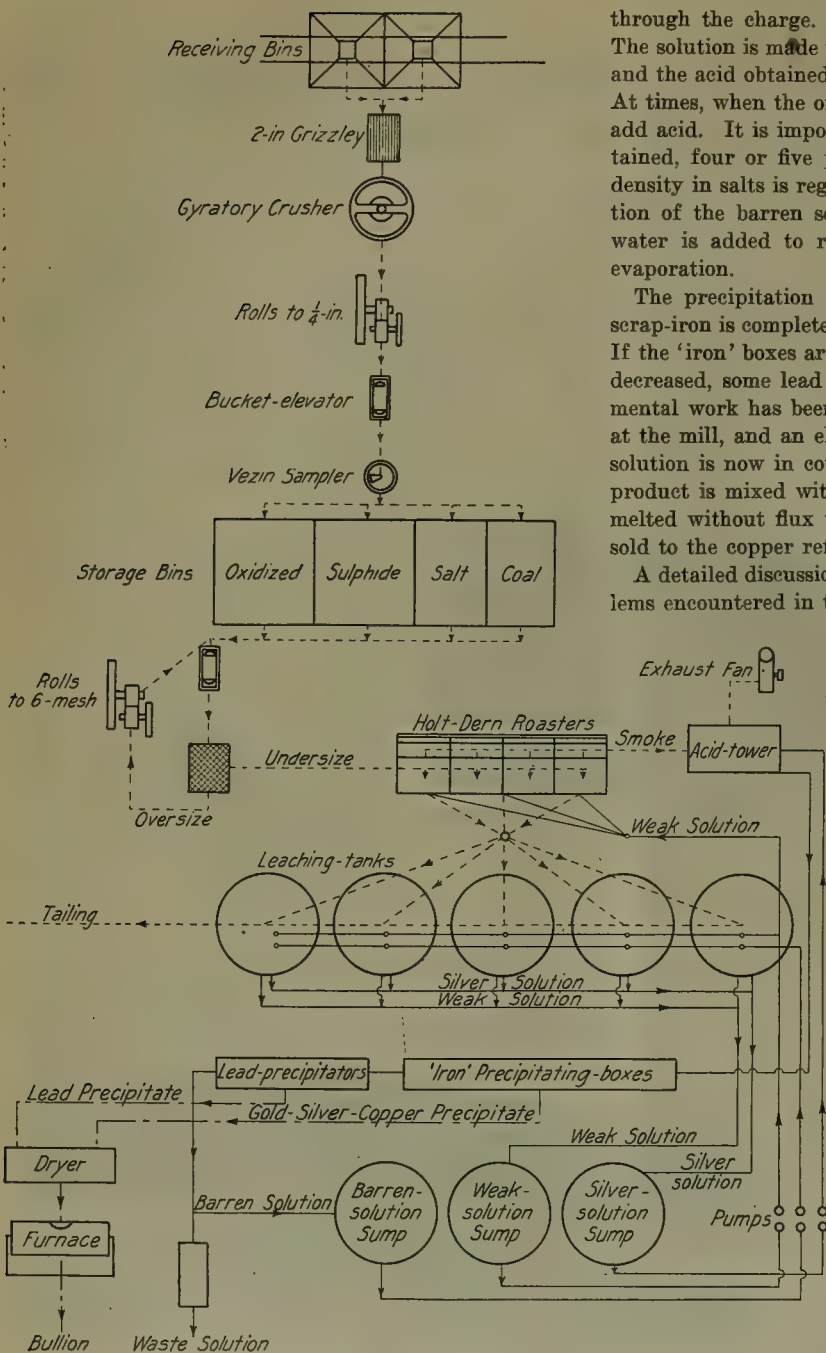 through the charge.
The solution is made
and the acid obtained
At times, when the o
add acid. It is impo
tained, four or five
density in salts is reg
tion of the barren s
water is added to r
evaporation.
The precipitation
scrap-iron is complete
If the 'iron' boxes ar
decreased, some lead
mental work has been
at the mill, and an el
solution is now in co
product is mixed wit
melted without flux
sold to the copper ref
A detailed discussio
lems encountered in t
Receiving Bins
2-in Grizzley
Gyratory Crusher
Rolls to ¼-in.
Bucket-elevator
Vezin Sampler
Storage Bins
Oxidized
Sulphide
Salt
Coal
Rolls
to 6-mesh
Undersize
Oversize
Holt-Dern Roasters
Smoke
Exhaust Fan
Acid-tower
Weak Solution
Leaching-tanks
Tailing
Silver Solution
Weak Solution
Lead-precipitators
'Iron' Precipitating-boxes
Lead Precipitate
Gold-Silver-Copper Precipitate
Weak Solution
Silver
solution
Dryer
Barren Solution
Barren-
solution
Sump
Weak-
solution
Sump
Silver-
solution
Sump
Pumps
Furnace
Bullion
Waste Solution